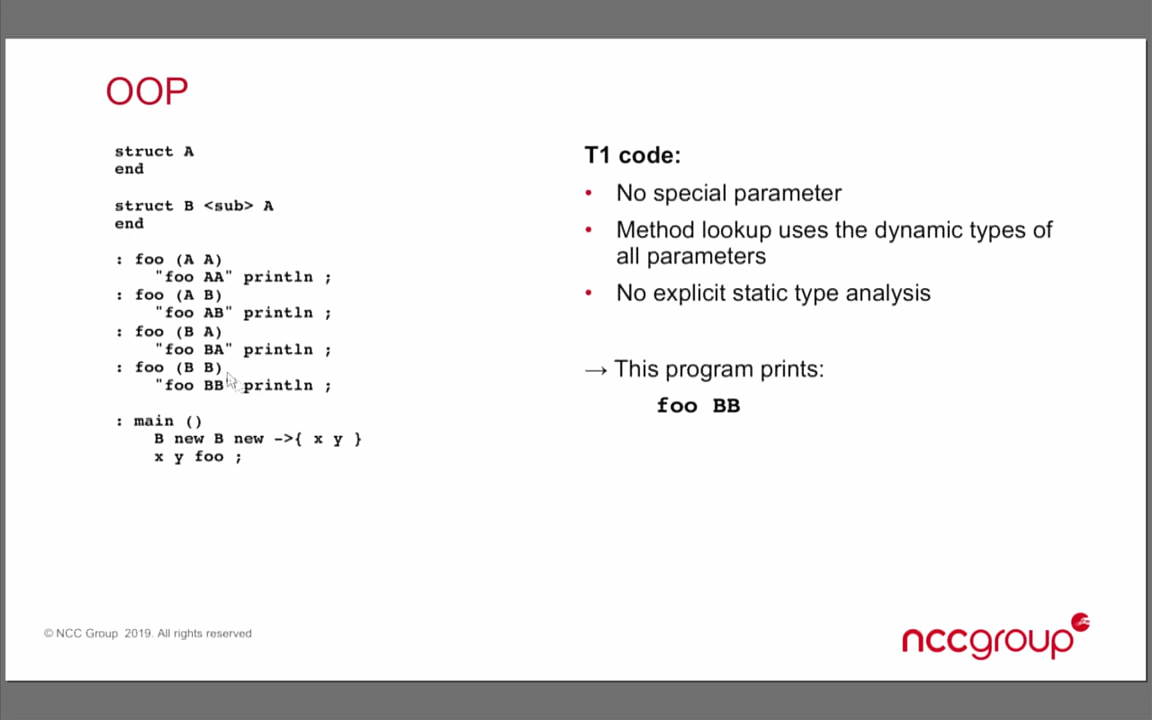 OOP
struct A
end
struct B <sub> A
end
: foo (A A)
"foo AA" println ;
: foo (A B)
"foo AB" println ;
: foo (B A)
"foo BA" println ;
: foo (B B)
"foo BB" println ;
: main ()
B new B new ->{ x y }
x y foo ;
T1 code:
• No special parameter
• Method lookup uses the dynamic types of
all parameters
• No explicit static type analysis
→ This program prints:
foo BB
© NCC Group 2019. All rights reserved
nccgroup